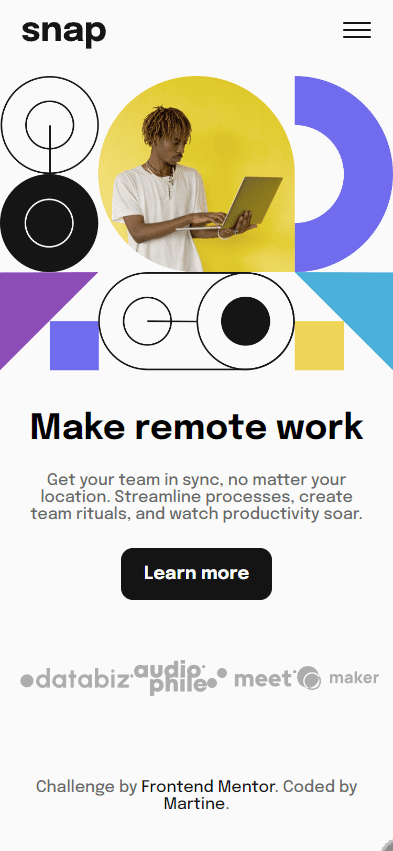 snap
Make remote work
Get your team in sync, no matter your
location. Streamline processes, create
team rituals, and watch productivity soar.
Learn more
databiz
audiophile
meet
maker
Challenge by Frontend Mentor. Coded by
Martine.